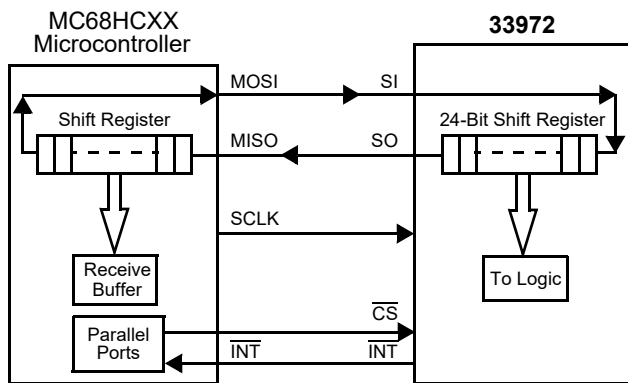 MC68HCXX
Microcontroller
33972
MOSI
SI
Shift Register
24-Bit Shift Register
MISO
SO
SCLK
Receive
Buffer
To Logic
Parallel
Ports
CS
INT
INT